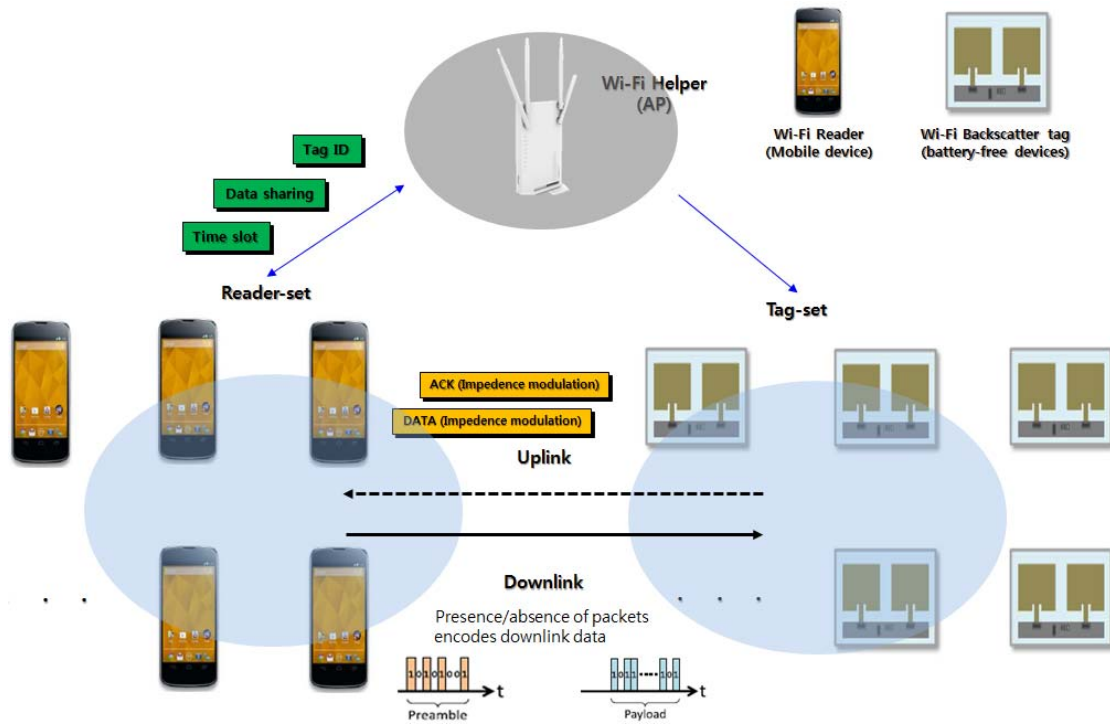 Wi-Fi Helper
(AP)
Wi-Fi Reader
(Mobile device)
Wi-Fi Backscatter tag
(battery-free devices)
Tag ID
Data sharing
Time slot
Reader-set
Tag-set
ACK (Impedence modulation)
DATA (Impedence modulation)
Uplink
Downlink
. . .
. . .
Presence/absence of packets
encodes downlink data
10101001
t
Preamble
1011----101
t
Payload